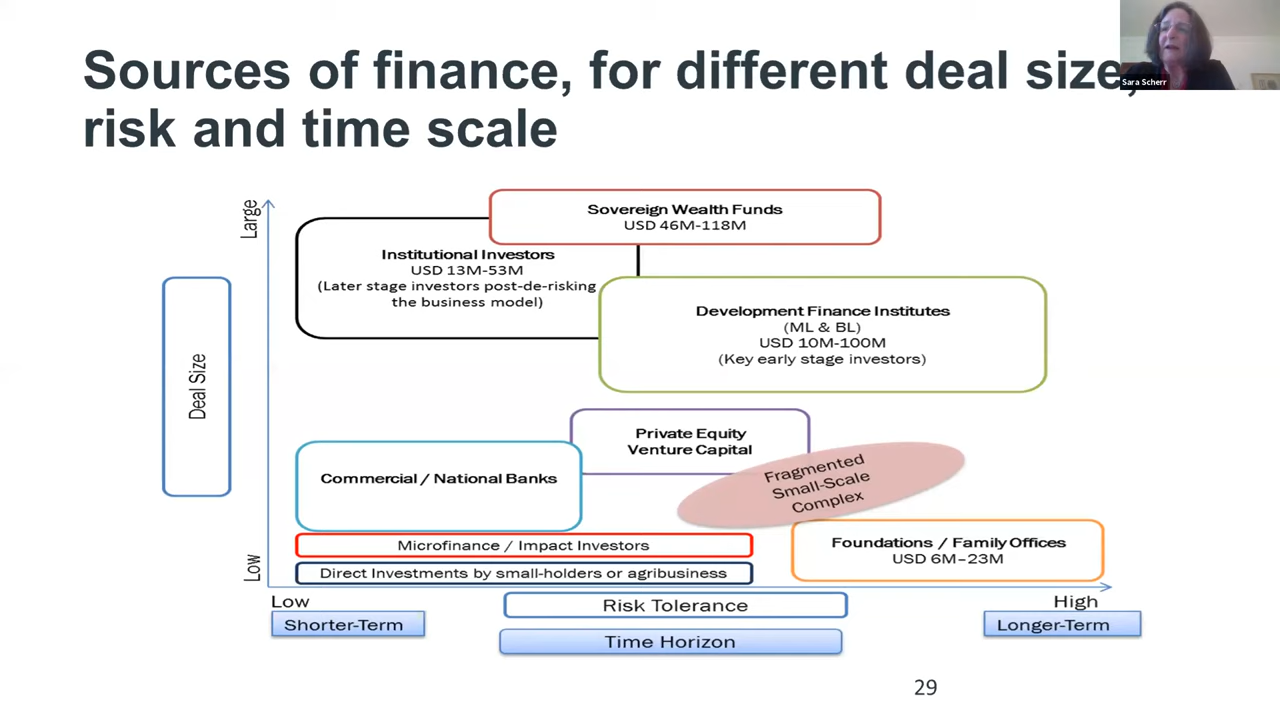 Sources of finance, for different deal size,
risk and time scale
Sara Scherr
Large
Sovereign Wealth Funds
USD 46M-118M
Institutional Investors
USD 13M-53M
(Later stage investors post-de-risking
the business model)
Development Finance Institutes
(ML & BL)
USD 10M-100M
(Key early stage investors)
Deal Size
Private Equity
Venture Capital
Commercial / National Banks
Fragmented
Small-Scale
Complex
Microfinance / Impact Investors
Foundations / Family Offices
USD 6M–23M
Direct Investments by small-holders or agribusiness
Low
Low
Risk Tolerance
High
Shorter-Term
Time Horizon
Longer-Term
29